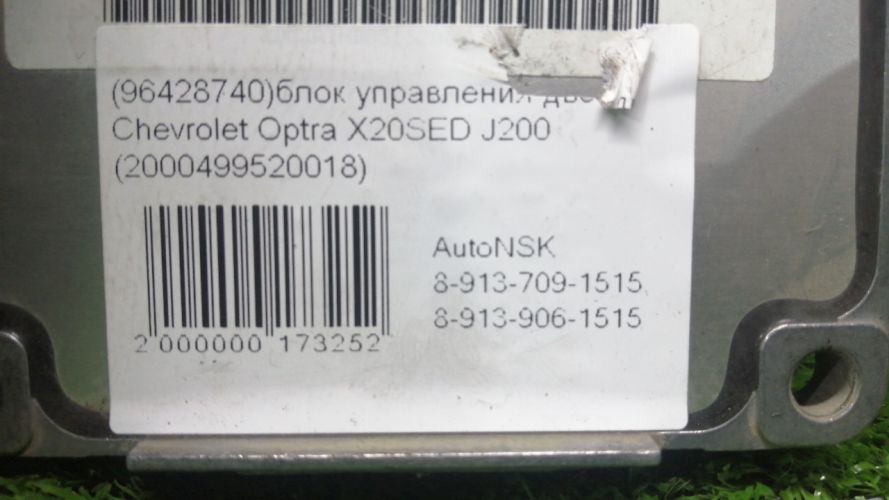 (96428740)блок управления
Chevrolet Optra X20SED J200
(2000499520018)
AutoNSK
8-913-709-1515
8-913-906-1515
2 000000 173252